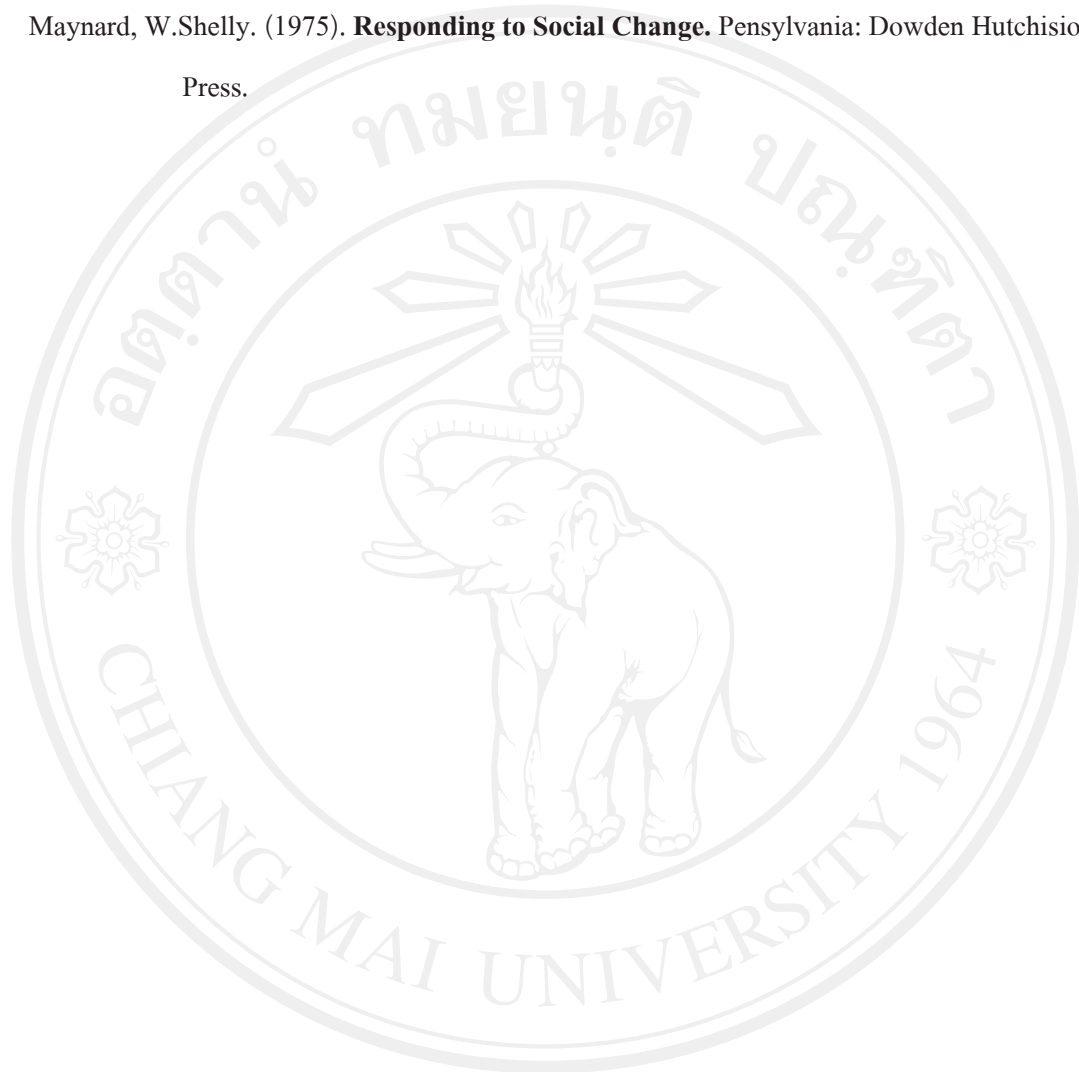 Maynard, W.Shelly. (1975). Responding to Social Change. Pensylvania: Dowden Hutchisio
Press.
อตฺตานํ ทมยนฺติ ปณฺฑิตา
CHIANG MAI UNIVERSITY 1964